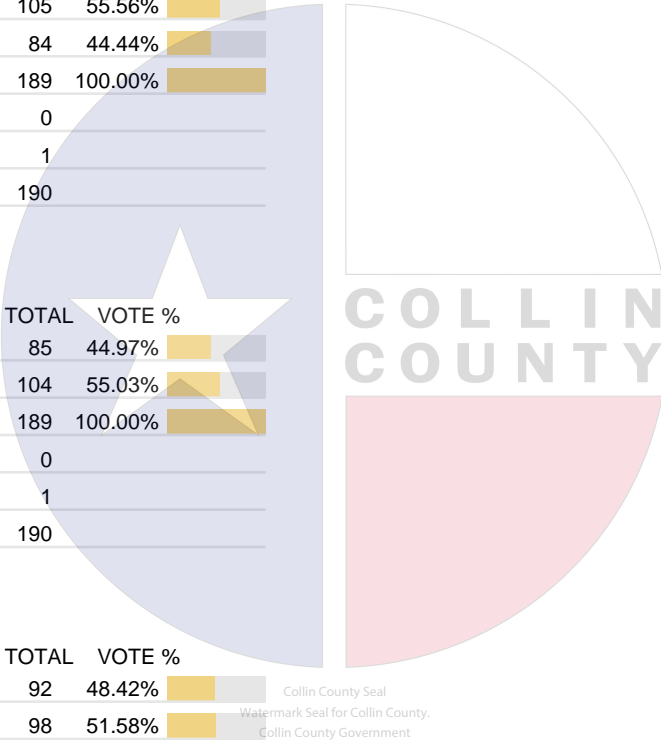 105 55.56%
84 44.44%
189 100.00%
0
1
190
TOTAL VOTE %
85 44.97%
104 55.03%
189 100.00%
0
1
190
COLLIN
COUNTY
TOTAL VOTE %
92 48.42%
98 51.58%
Collin County Seal
Watermark Seal for Collin County.
Collin County Government